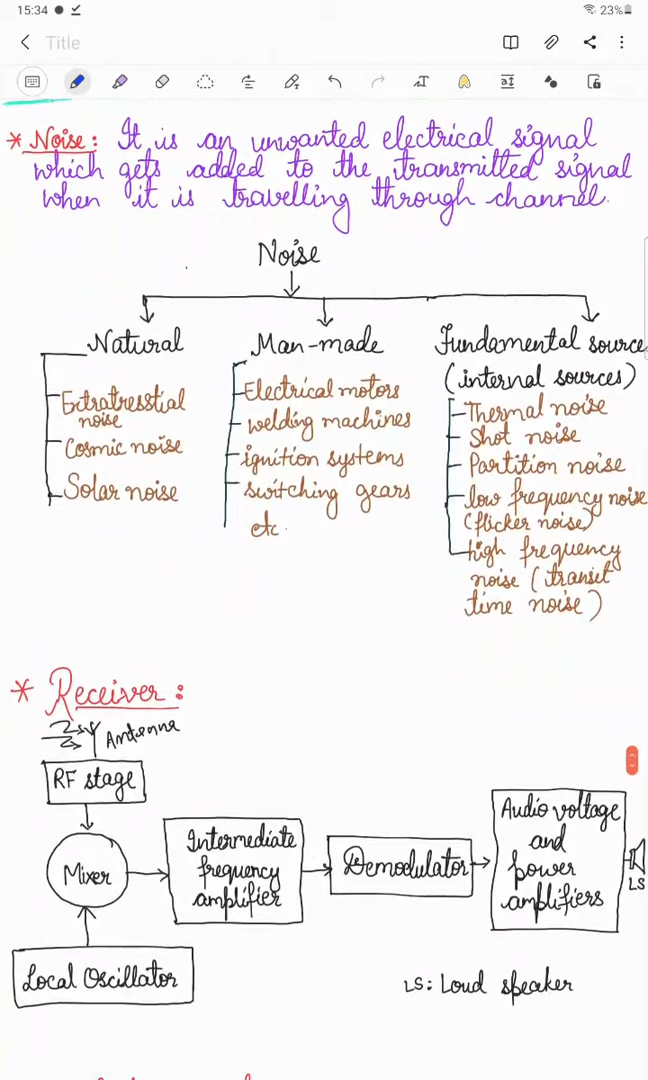 15:34
23%
Title
* Noise: It is an unwanted electrical signal
which gets added to the transmitted signal
when it is travelling through channel.
Noise
Natural
Extratresstial
noise
Cosmic noise
Solar noise
Man-made
Electrical motors
welding machines
ignition systems
switching gears
etc.
Fundamental source
(internal sources)
Thermal noise
Shot noise
Partition noise
low frequency noise
(flicker noise)
high frequency
noise (transit
time noise)
* Receiver:
Antenna
RF stage
Mixer
Local Oscillator
Intermediate
frequency
amplifier
Demodulator
Audio voltage
and
power
amplifiers
LS
LS: Loud speaker